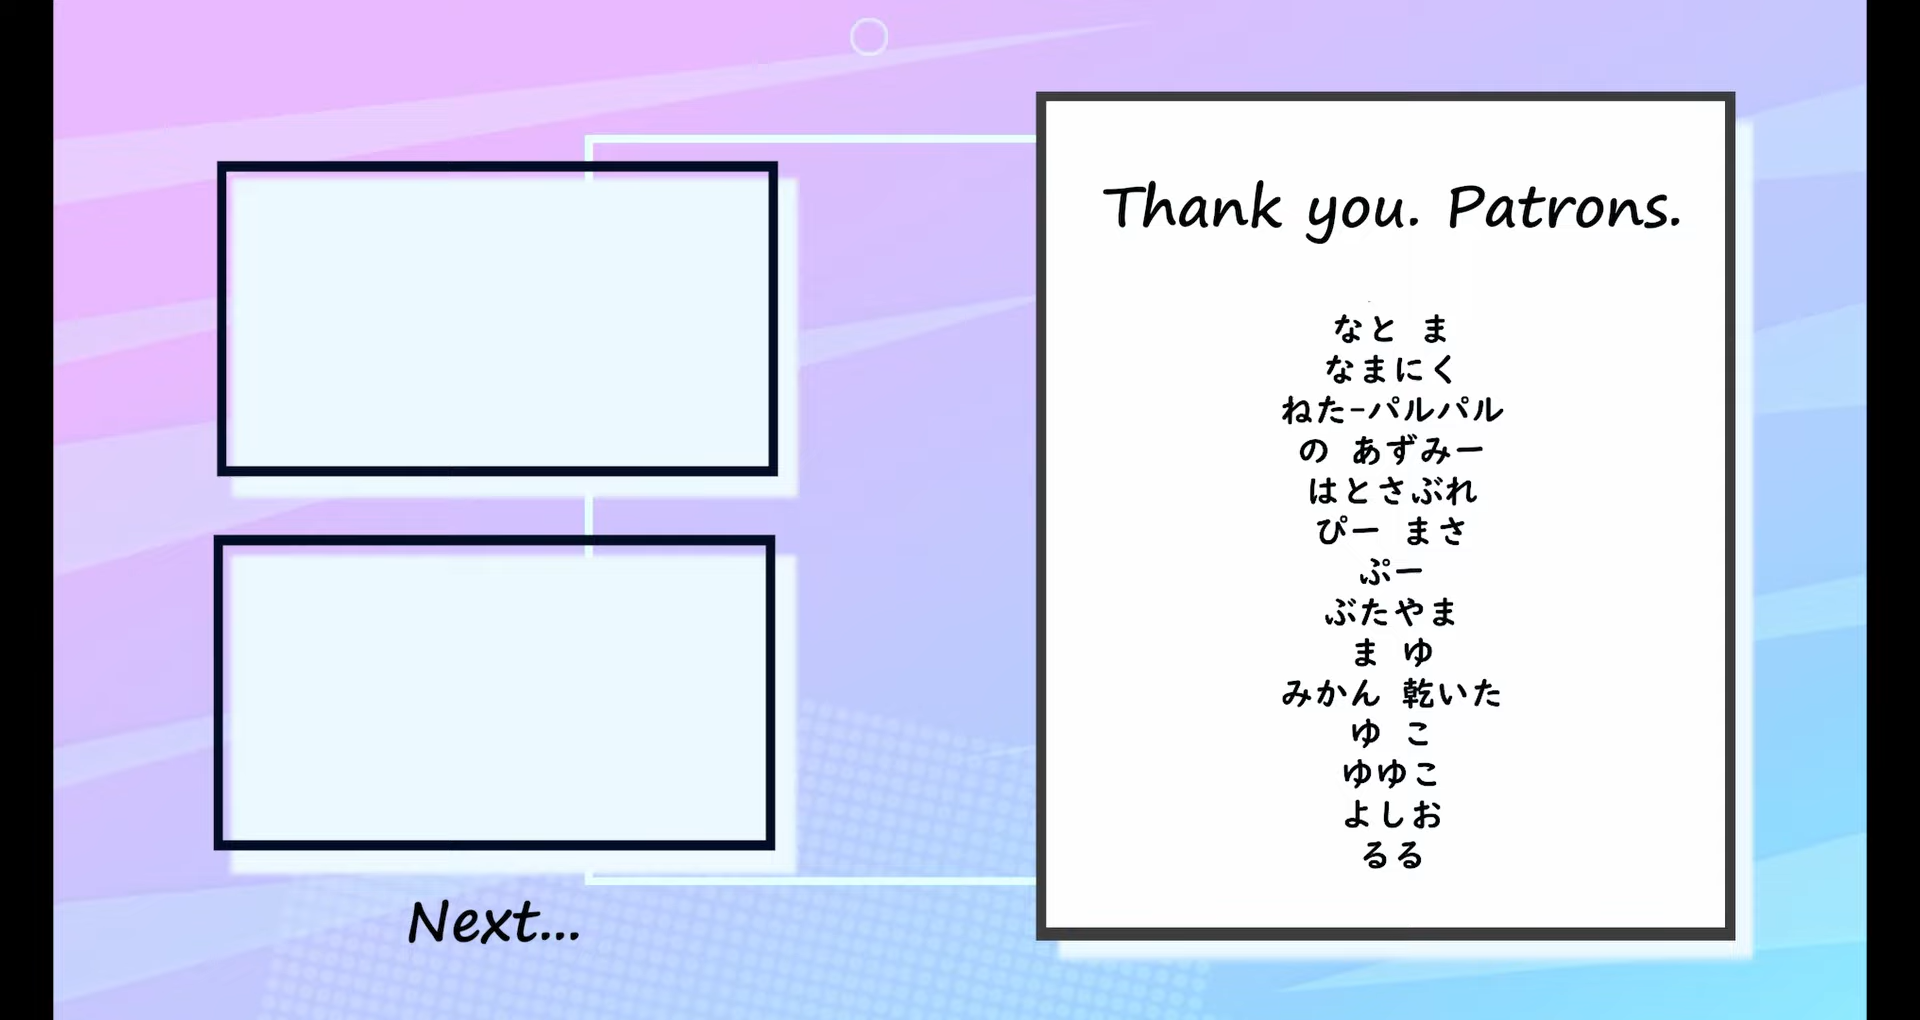 Thank you. Patrons.
なと ま
なまにく
ねた-パルパル
の あずみー
はとさぶれ
ぴー まさ
ぷー
ぶたやま
ま ゆ
みかん 乾いた
ゆ こ
ゆゆこ
よしお
るる
Next...